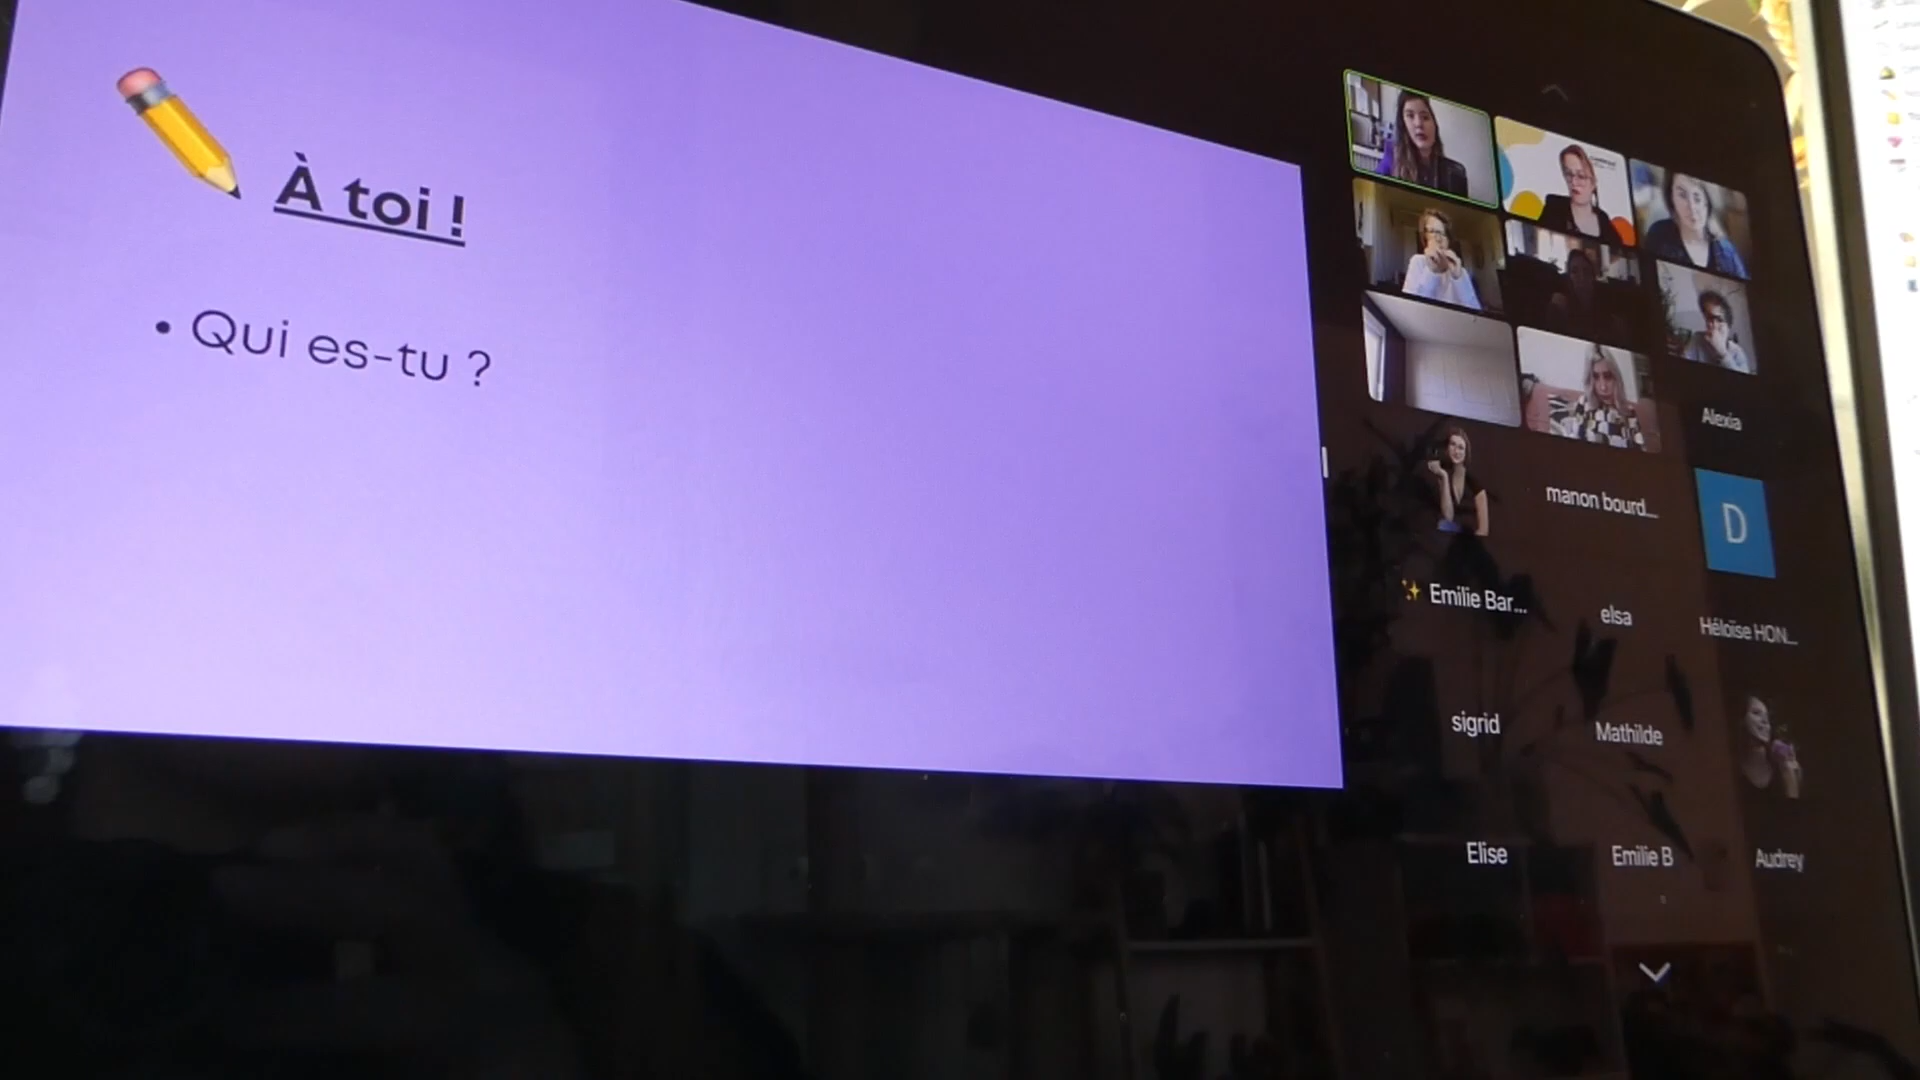 À toi !
• Qui es-tu ?
Alexia
manon bourd...
D
✨ Emilie Bar...
elsa
Héloïse HON...
sigrid
Mathilde
Elise
Emilie B
Audrey